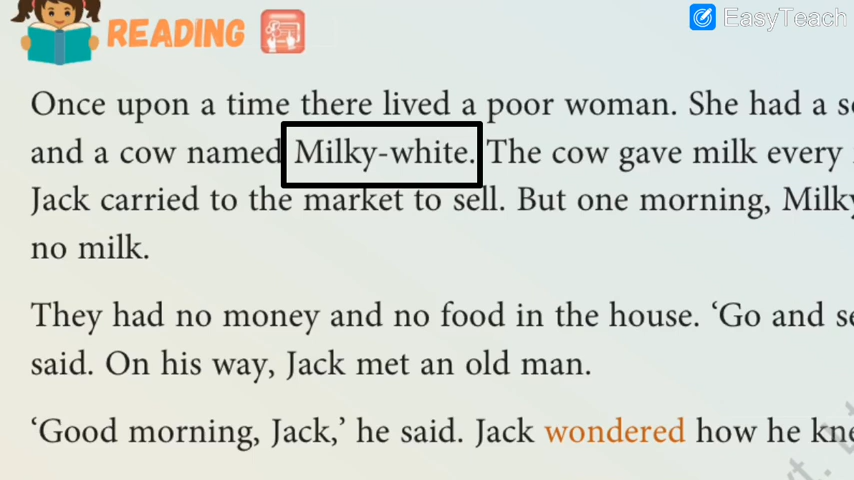 READING
EasyTeach
Once upon a time there lived a poor woman. She had a
and a cow named Milky-white. The cow gave milk every
Jack carried to the market to sell. But one morning,
no milk.
They had no money and no food in the house. ‘Go and
said. On his way, Jack met an old man.
‘Good morning, Jack,’ he said. Jack wondered how he